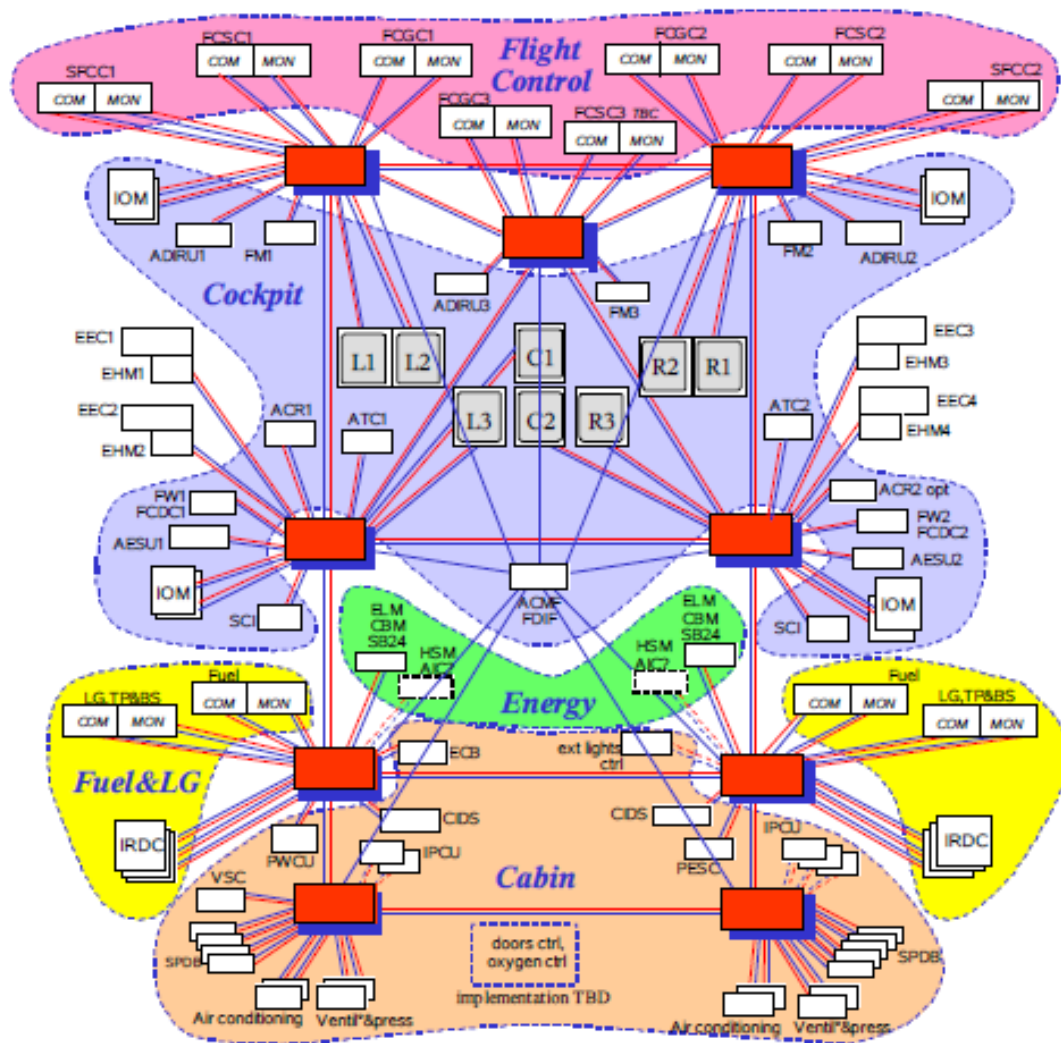 FCSC1
COM MON
FCGC1
COM MON
Flight
Control
FCGC2
COM MON
FCSC2
COM MON
SFCC1
COM MON
SFCC2
COM MON
FCGC3
COM MON
FCSC3 TBC
COM MON
IOM
IOM
ADIRU1
FM1
FM2
ADIRU2
Cockpit
ADIRU3
FM3
EEC1
EHM1
EEC2
EHM2
L1
L2
C1
R2
R1
L3
C2
R3
EEC3
EHM3
EEC4
EHM4
ACR1
ATC1
ATC2
ACR2 opt
FW1
FCDC1
FW2
FCDC2
AESU1
AESU2
IOM
IOM
SCI
SCI
ACMF
FDIF
ELM
CBM
SB24
HSM
AIC?
ELM
CBM
SB24
HSM
AIC?
Energy
Fuel
COM MON
LG,TP&BS
COM MON
Fuel
COM MON
LG,TP&BS
COM MON
Fuel&LG
ECB
ext lights
ctrl
CIDS
CIDS
IRDC
IRDC
PWCU
IPCU
PESC
IPCU
Cabin
VSC
SPDB
SPDB
doors ctrl,
oxygen ctrl
implementation TBD
Air conditioning
Ventil°&press
Air conditioning
Ventil°&press